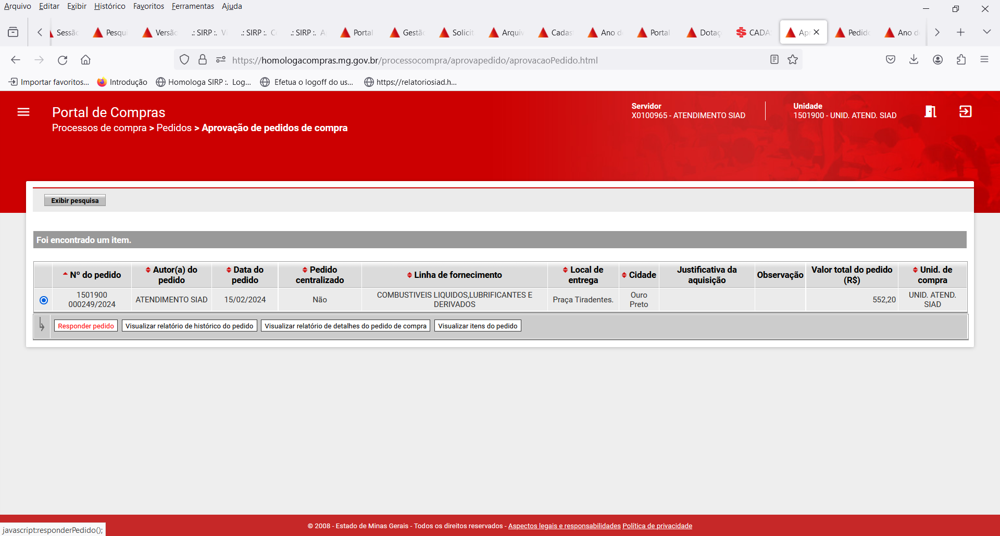 Arquivo Editar Exibir Histórico Favoritos Ferramentas Ajuda
Sessão Pesqui Versão .: SIRP :. V .: SIRP :. C .: SIRP :. A Portal Gestão Solicit Arquiv Cadas Ano d Portal Dotaç CADA Apr Pedido Ano d
https://homologacompras.mg.gov.br/processocompra/aprovapedido/aprovacaoPedido.html
Importar favoritos... Introdução Homologa SIRP :. Log... Efetua o logoff do us... https://relatoriosiad.h...
Portal de Compras
Processos de compra > Pedidos > Aprovação de pedidos de compra
Servidor
X0100965 - ATENDIMENTO SIAD
Unidade
1501900 - UNID. ATEND. SIAD
Exibir pesquisa
Foi encontrado um item.
Nº do pedido
Autor(a) do
pedido
Data do
pedido
Pedido
centralizado
Linha de fornecimento
Local de
entrega
Cidade
Justificativa da
aquisição
Observação
Valor total do pedido
(R$)
Unid. de
compra
1501900
000249/2024
ATENDIMENTO SIAD
15/02/2024
Não
COMBUSTIVEIS LIQUIDOS,LUBRIFICANTES E
DERIVADOS
Praça Tiradentes.
Ouro
Preto
552,20
UNID. ATEND.
SIAD
Responder pedido Visualizar relatório de histórico do pedido Visualizar relatório de detalhes do pedido de compra Visualizar itens do pedido
© 2008 - Estado de Minas Gerais - Todos os direitos reservados - Aspectos legais e responsabilidades Política de privacidade
javascript:responderPedido();